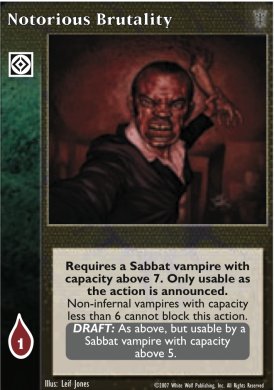 Notorious Brutality
Requires a Sabbat vampire with
capacity above 7. Only usable as
the action is announced.
Non-infernal vampires with capacity
less than 6 cannot block this action.
DRAFT: As above, but usable by a
Sabbat vampire with capacity
above 5.
1
Illus: Leif Jones
©2007 White Wolf Publishing, Inc. All Rights Reserved.